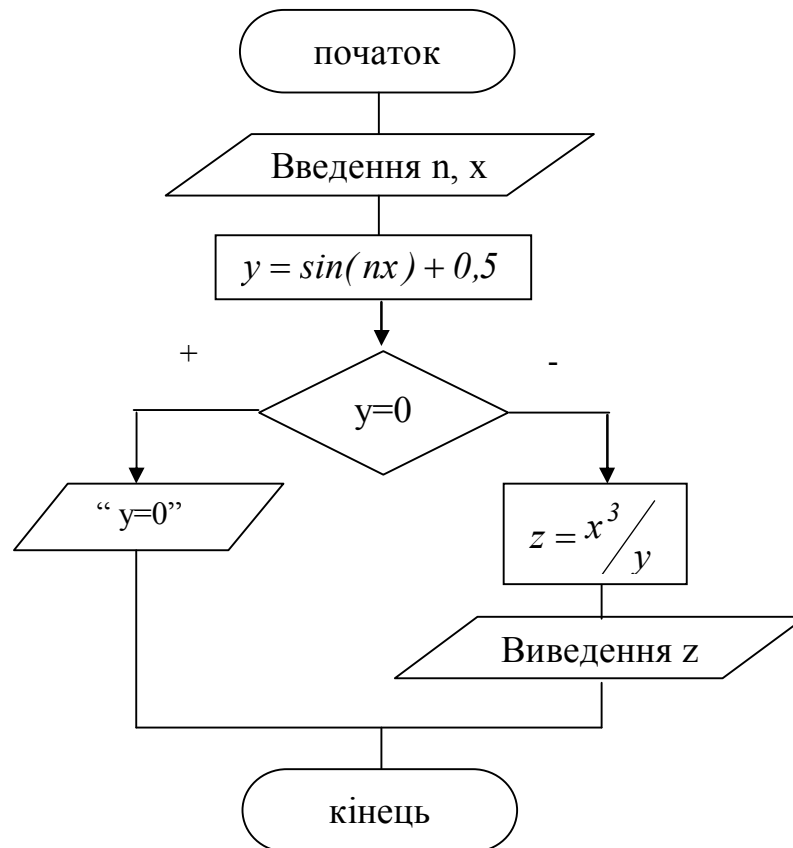 початок
Введення n, x
y = sin( nx ) + 0,5
+
-
y=0
“ y=0”
z = x³/y
Виведення z
кінець